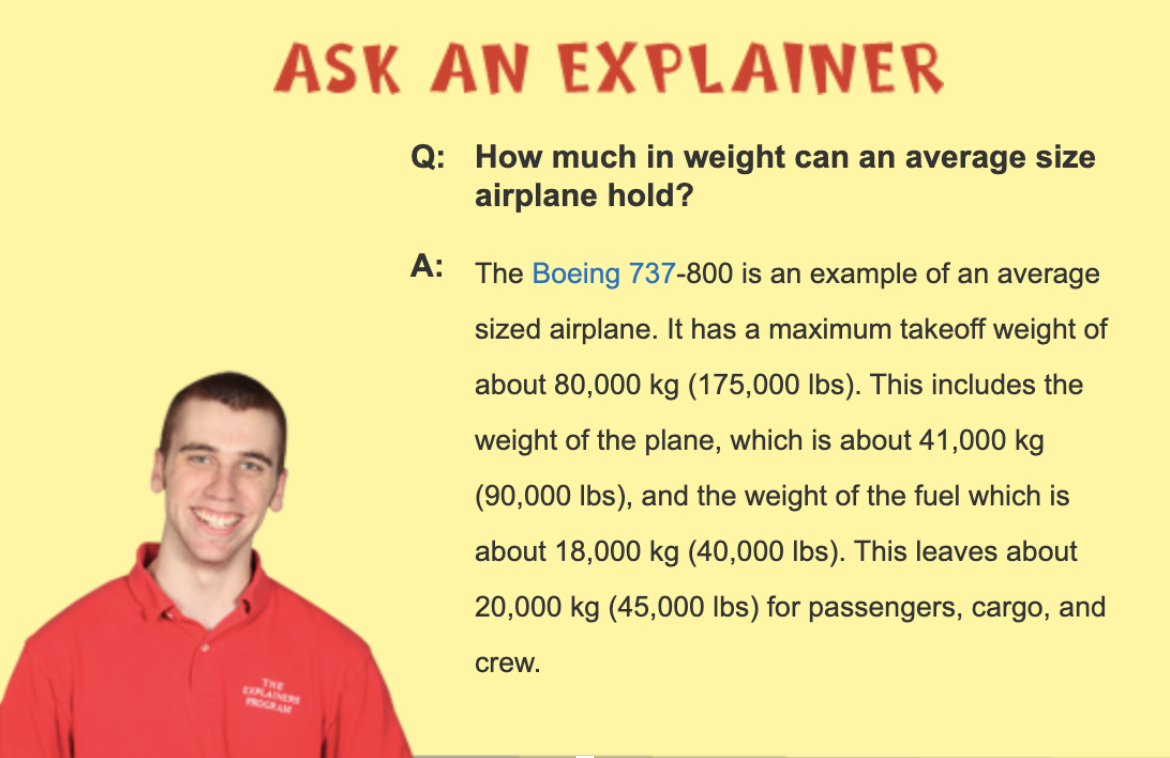 ASK AN EXPLAINER
Q: How much in weight can an average size
airplane hold?
A: The Boeing 737-800 is an example of an average
sized airplane. It has a maximum takeoff weight of
about 80,000 kg (175,000 lbs). This includes the
weight of the plane, which is about 41,000 kg
(90,000 lbs), and the weight of the fuel which is
about 18,000 kg (40,000 lbs). This leaves about
20,000 kg (45,000 lbs) for passengers, cargo, and
crew.
THE
EXPLAINERS
PROGRAM